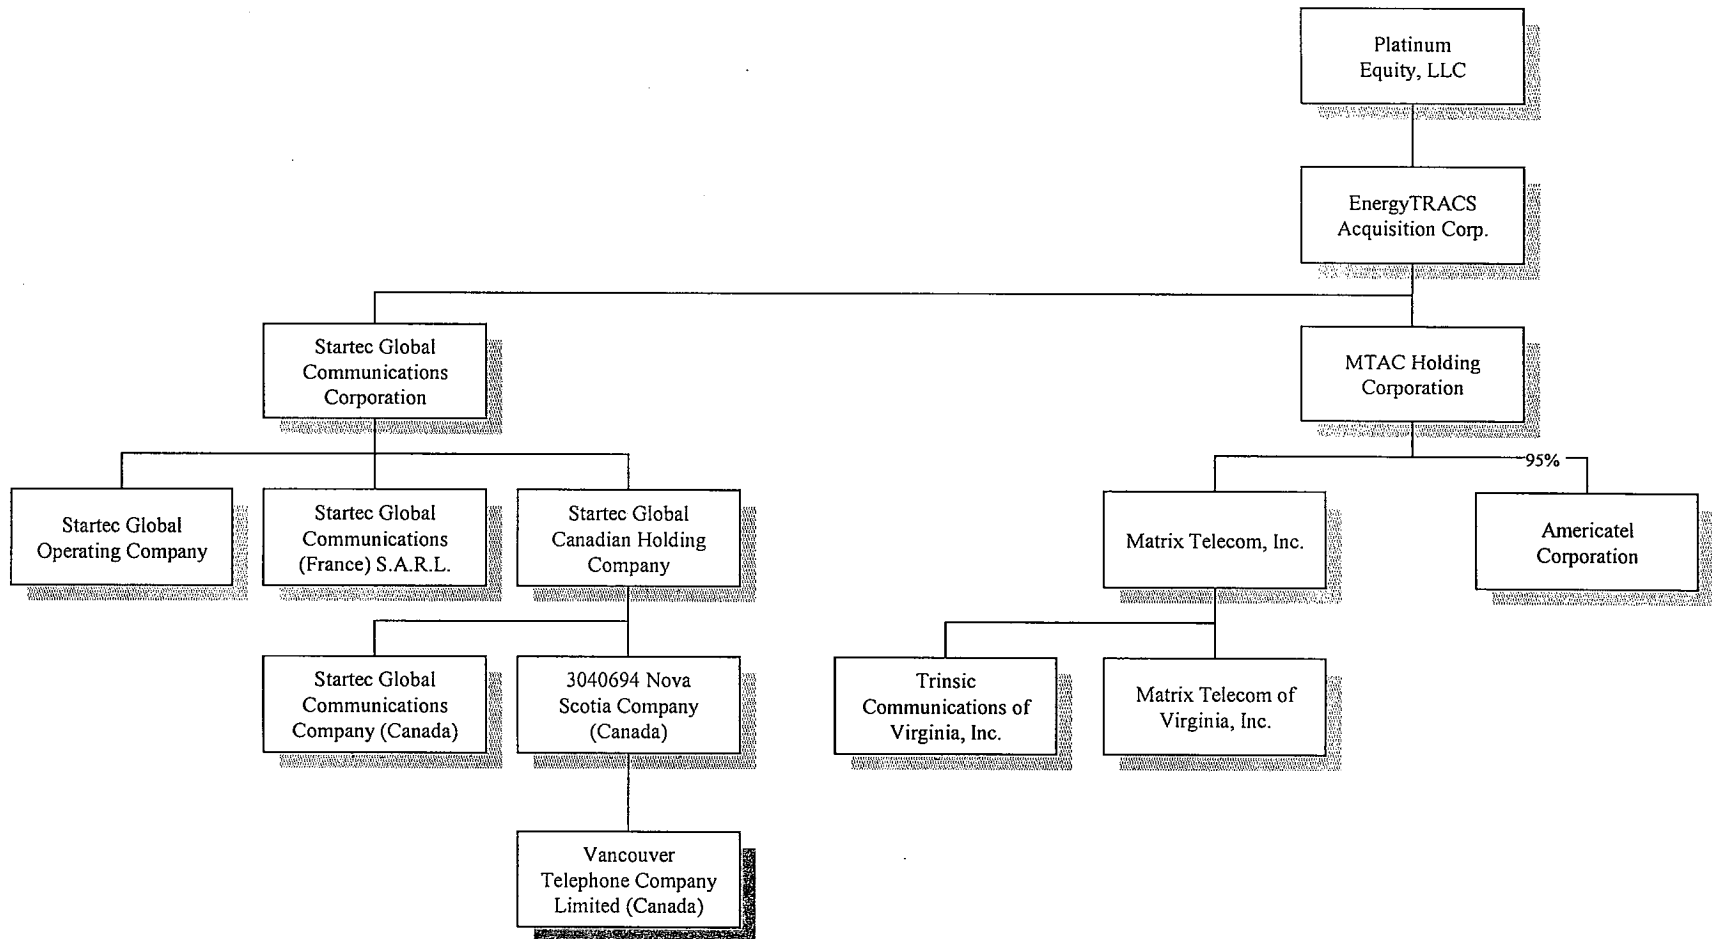 Platinum
Equity, LLC
EnergyTRACS
Acquisition Corp.
Startec Global
Communications
Corporation
MTAC Holding
Corporation
95%
Startec Global
Operating Company
Startec Global
Communications
(France) S.A.R.L.
Startec Global
Canadian Holding
Company
Matrix Telecom, Inc.
Americatel
Corporation
Startec Global
Communications
Company (Canada)
3040694 Nova
Scotia Company
(Canada)
Trinsic
Communications of
Virginia, Inc.
Matrix Telecom of
Virginia, Inc.
Vancouver
Telephone Company
Limited (Canada)